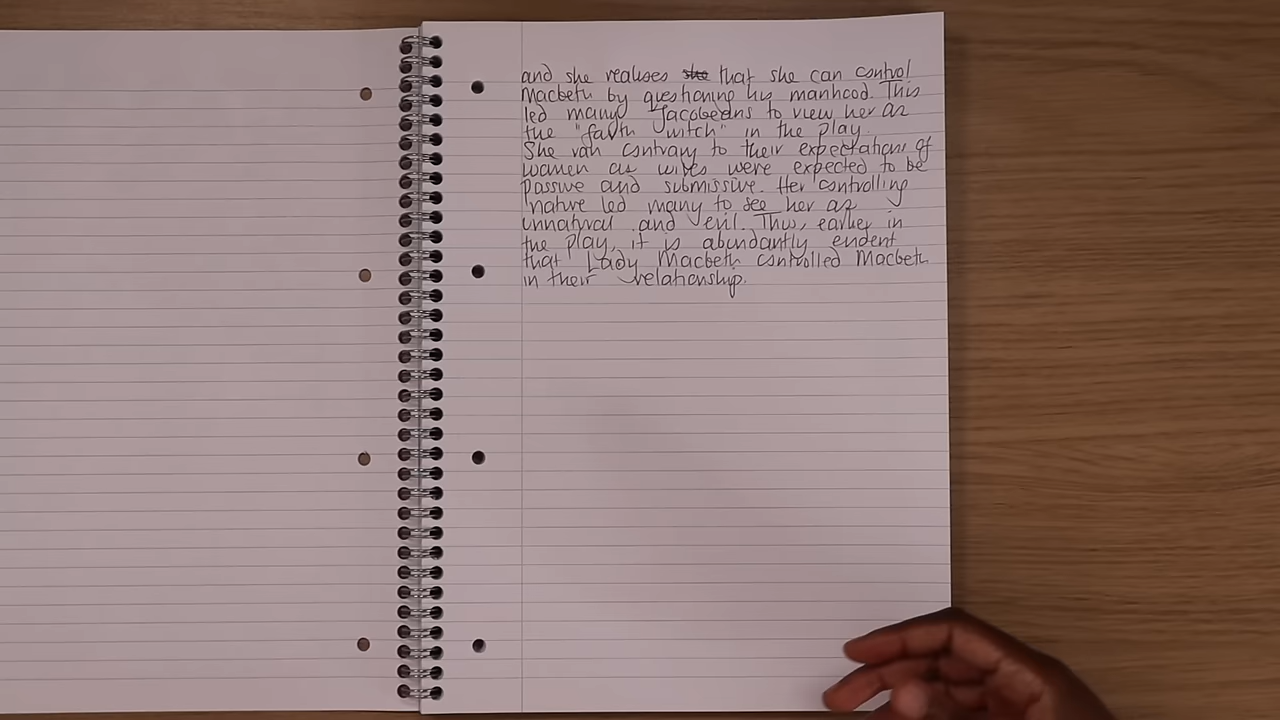 and she realises she that she can control
Macbeth by questioning his manhood. This
led many Jacobeans to view her as
the "forth witch" in the play.
She ran contrary to their expectations of
women as wives were expected to be
passive and submissive. Her controlling
nature led many to see her as
unnatural and evil. Thus, earlier in
the play, it is abundantly evident
that Lady Macbeth controlled Macbeth
in their relationship.